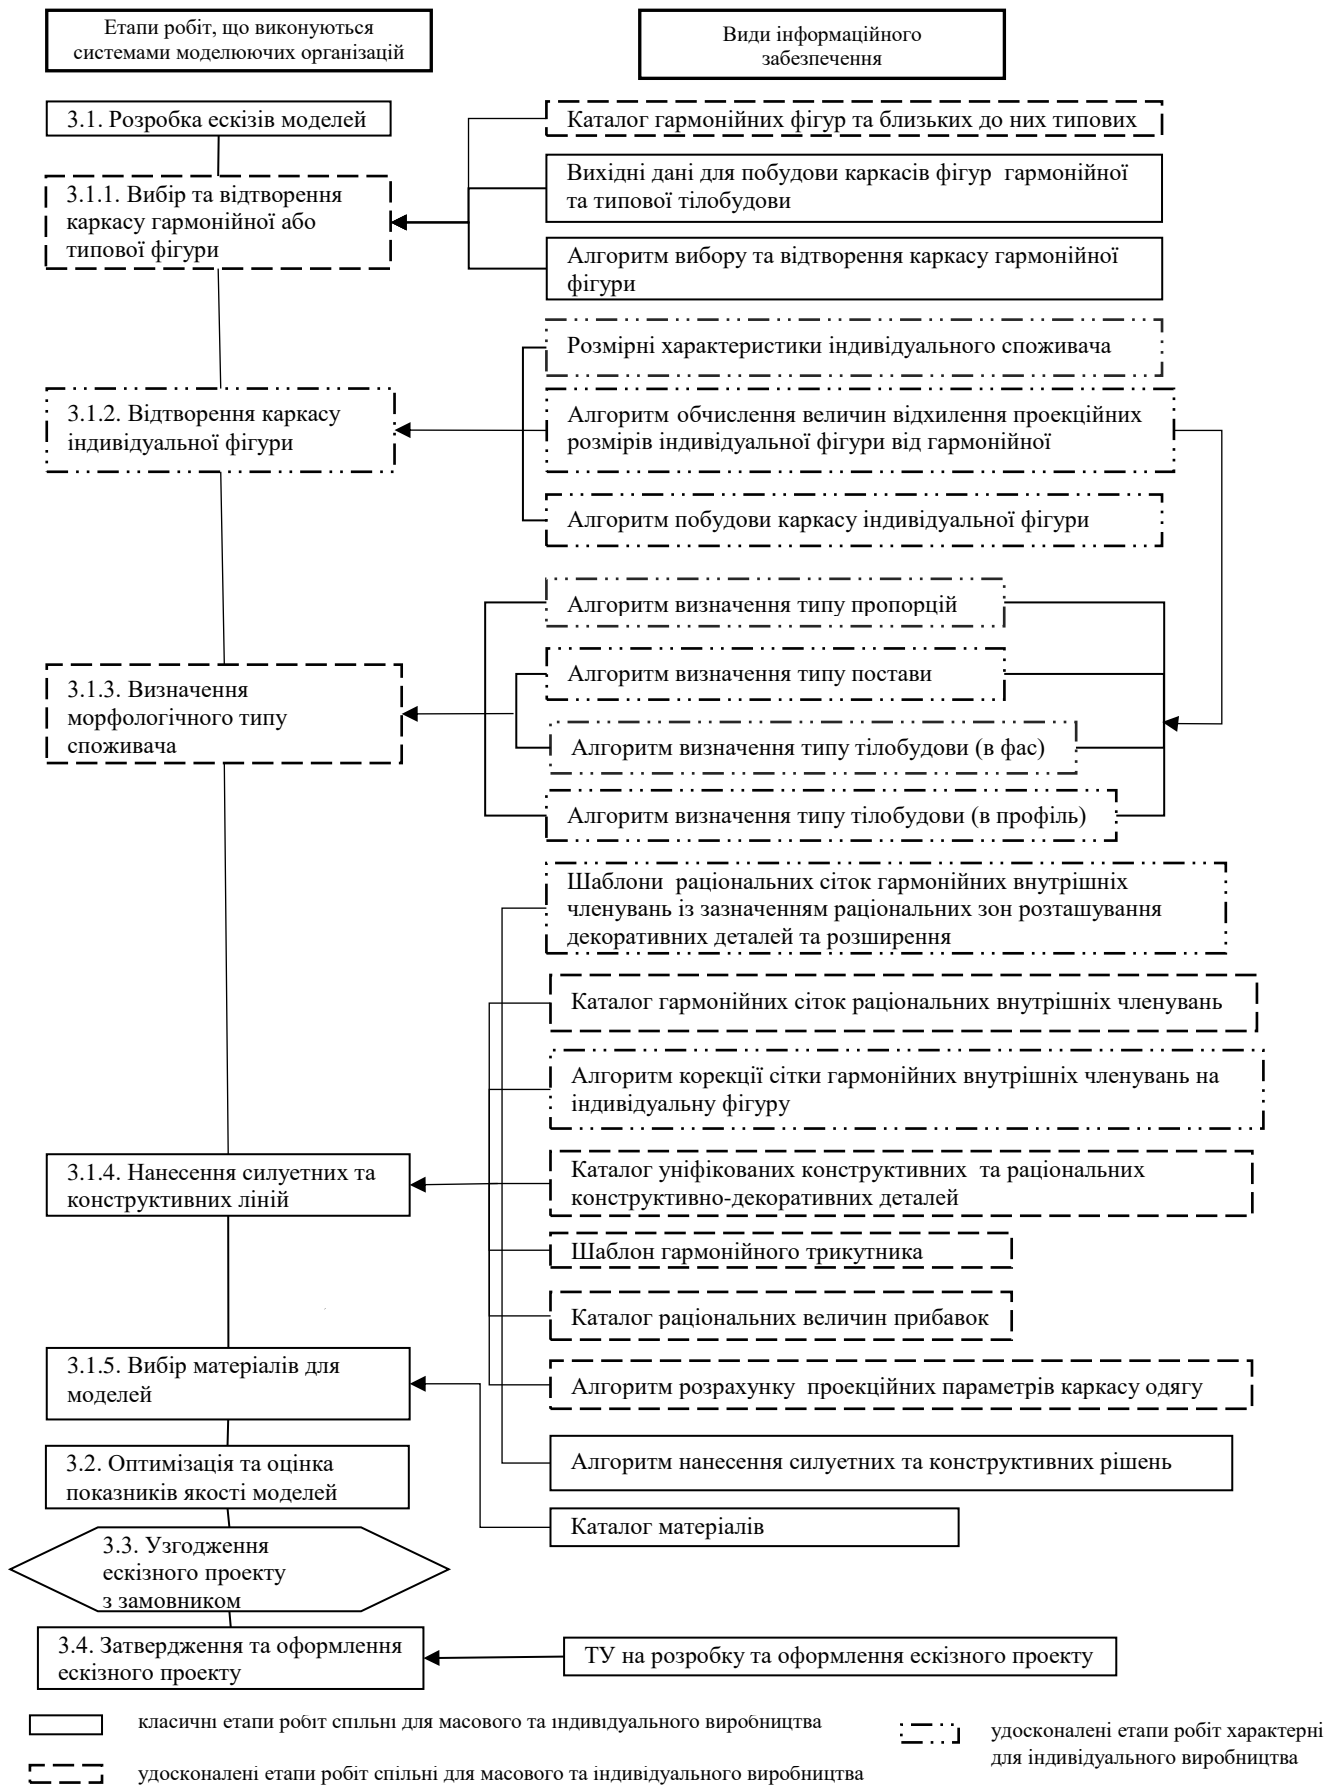 Етапи робіт, що виконуються
системами моделюючих організацій
Види інформаційного
забезпечення
3.1. Розробка ескізів моделей
Каталог гармонійних фігур та близьких до них типових
3.1.1. Вибір та відтворення
каркасу гармонійної або
типової фігури
Вихідні дані для побудови каркасів фігур гармонійної
та типової тілобудови
Алгоритм вибору та відтворення каркасу гармонійної
фігури
Розмірні характеристики індивідуального споживача
3.1.2. Відтворення каркасу
індивідуальної фігури
Алгоритм обчислення величин відхилення проекційних
розмірів індивідуальної фігури від гармонійної
Алгоритм побудови каркасу індивідуальної фігури
Алгоритм визначення типу пропорцій
3.1.3. Визначення
морфологічного типу
споживача
Алгоритм визначення типу постави
Алгоритм визначення типу тілобудови (в фас)
Алгоритм визначення типу тілобудови (в профіль)
Шаблони раціональних сіток гармонійних внутрішніх
членувань із зазначенням раціональних зон розташування
декоративних деталей та розширення
Каталог гармонійних сіток раціональних внутрішніх членувань
Алгоритм корекції сітки гармонійних внутрішніх членувань на
індивідуальну фігуру
3.1.4. Нанесення силуетних та
конструктивних ліній
Каталог уніфікованих конструктивних та раціональних
конструктивно-декоративних деталей
Шаблон гармонійного трикутника
Каталог раціональних величин прибавок
3.1.5. Вибір матеріалів для
моделей
Алгоритм розрахунку проекційних параметрів каркасу одягу
3.2. Оптимізація та оцінка
показників якості моделей
Алгоритм нанесення силуетних та конструктивних рішень
Каталог матеріалів
3.3. Узгодження
ескізного проекту
з замовником
3.4. Затвердження та оформлення
ескізного проекту
ТУ на розробку та оформлення ескізного проекту
класичні етапи робіт спільні для масового та індивідуального виробництва
удосконалені етапи робіт характерні
для індивідуального виробництва
удосконалені етапи робіт спільні для масового та індивідуального виробництва